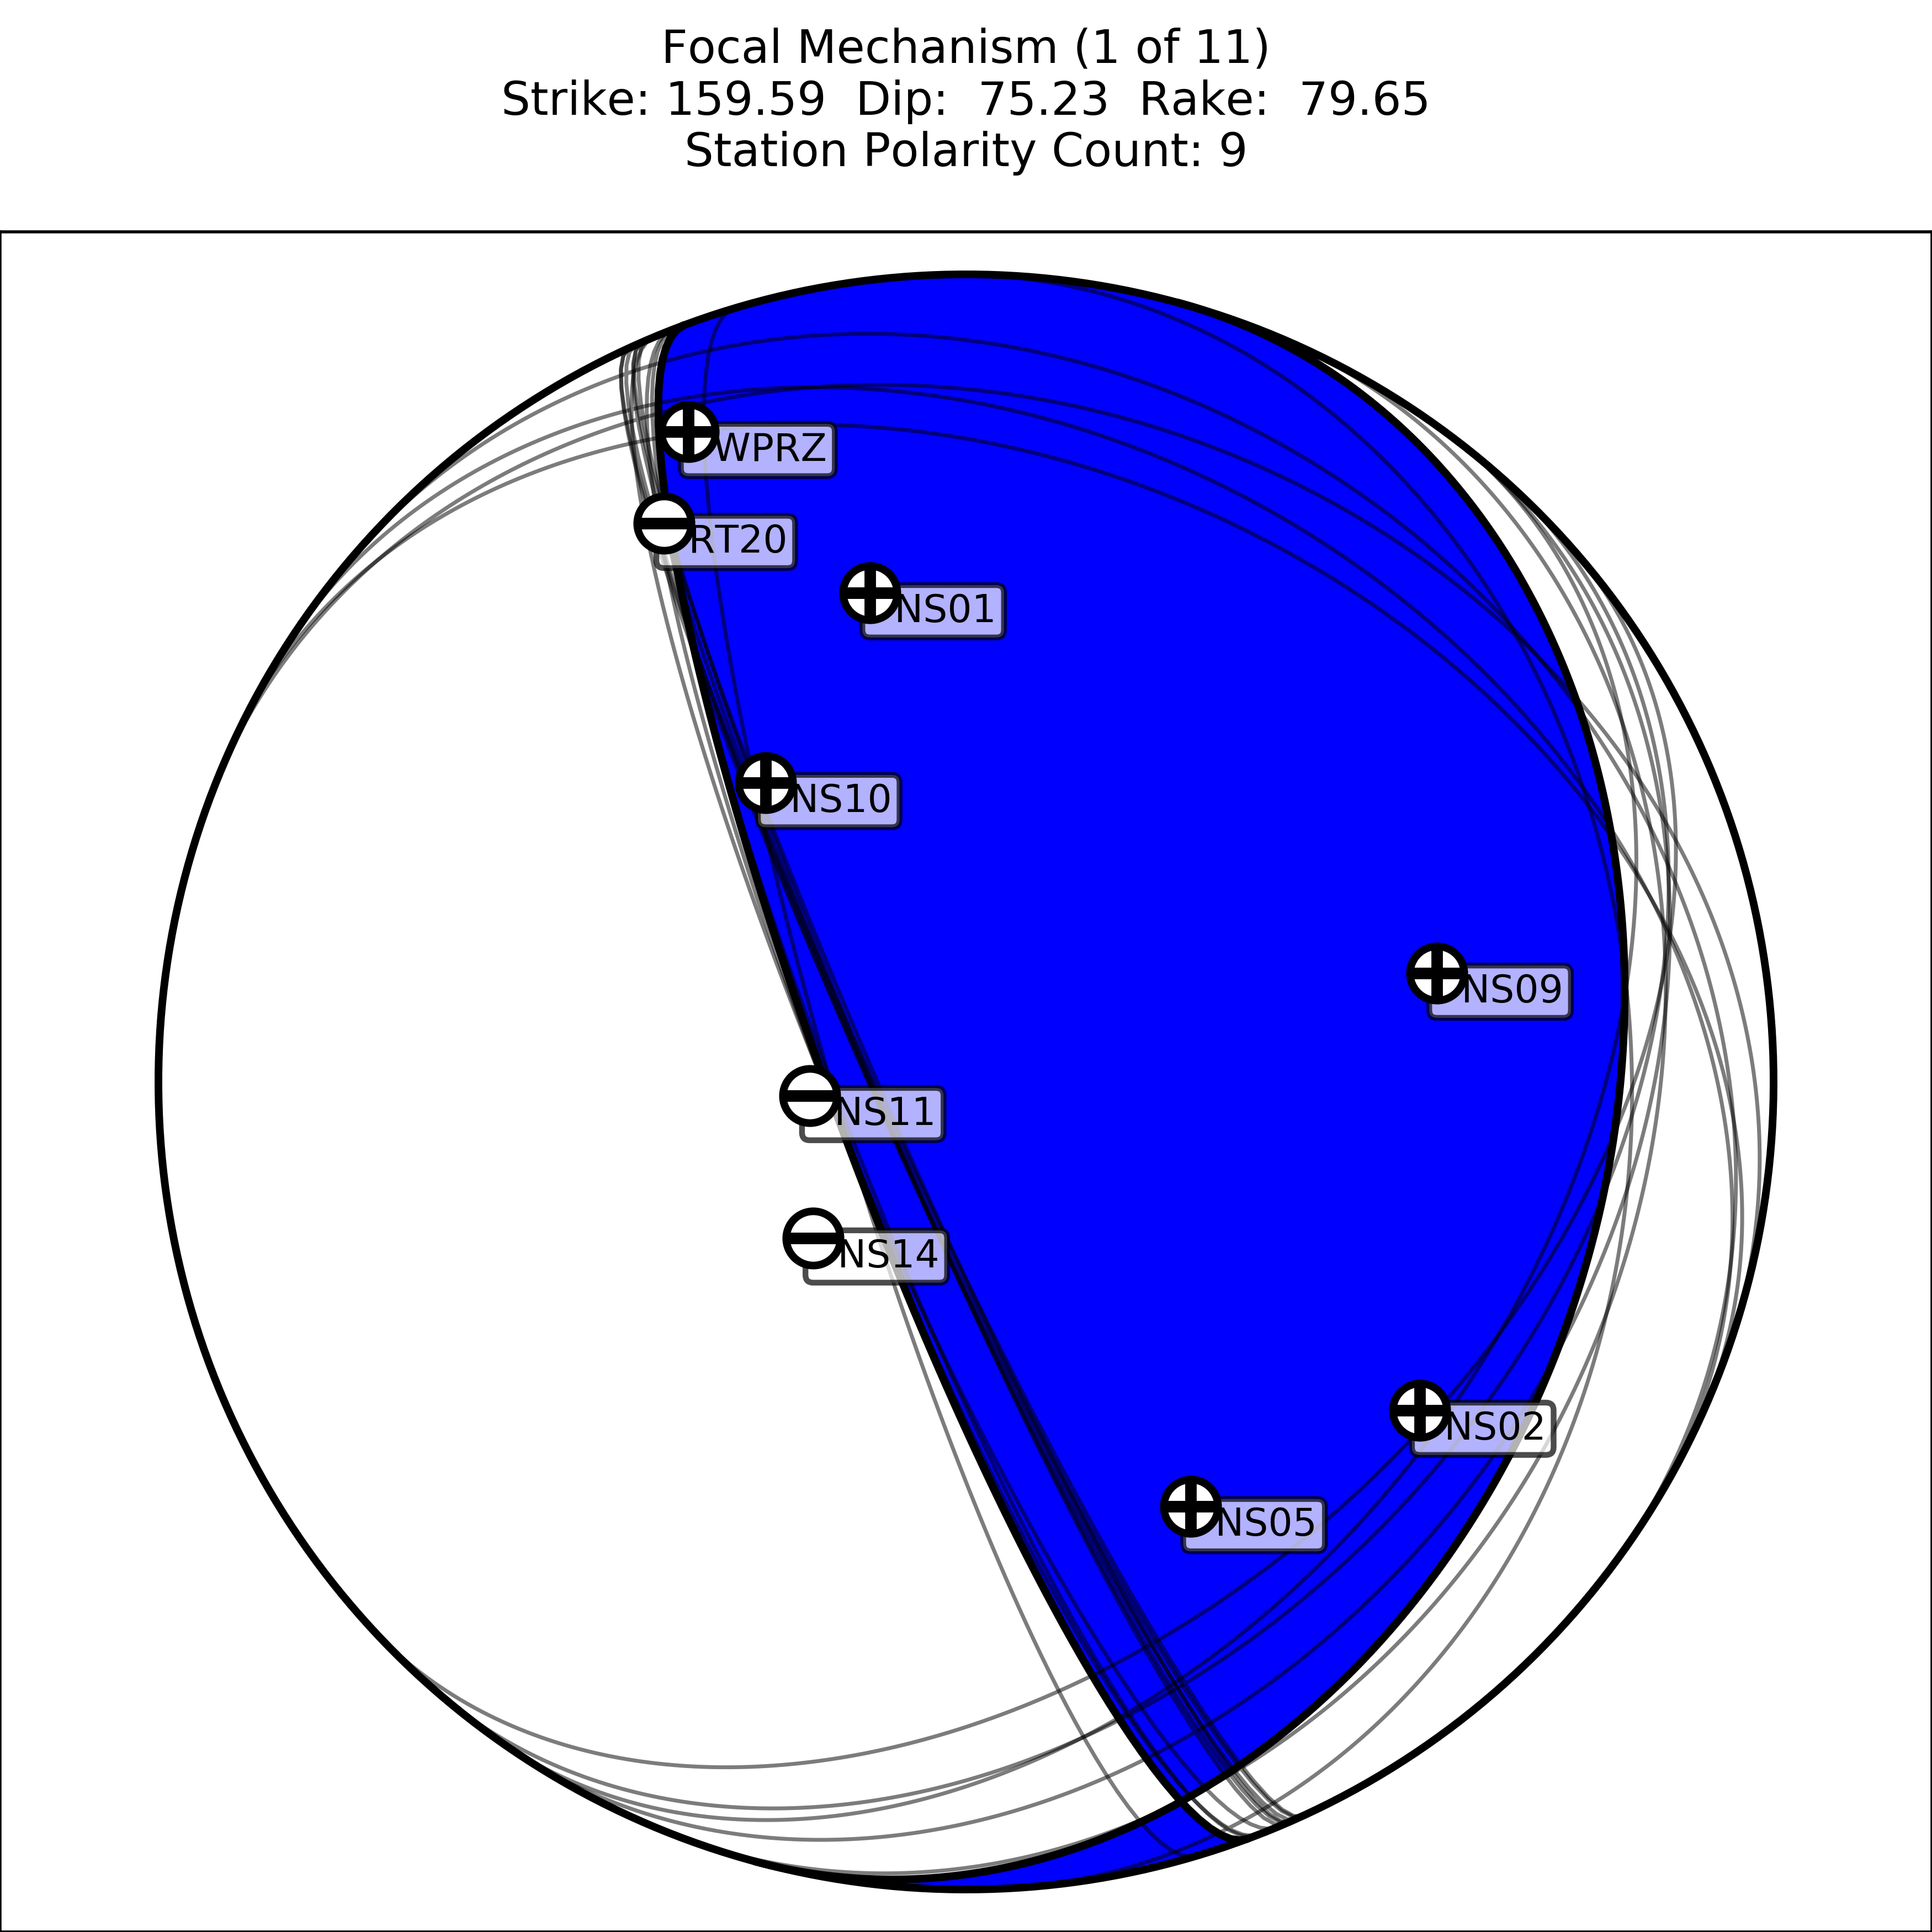 Focal Mechanism (1 of 11)
Strike: 159.59  Dip:  75.23  Rake:  79.65
Station Polarity Count: 9
WPRZ
RT20
NS01
NS10
NS09
NS11
NS14
NS02
NS05